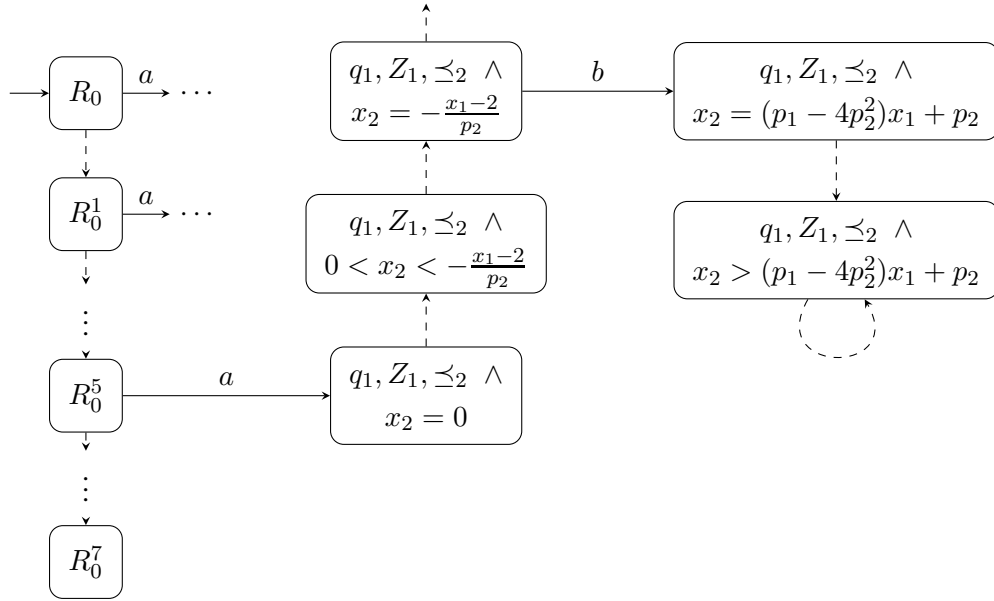 R_0
a
⋯
R_0^1
a
⋯
⋮
R_0^5
a
⋮
R_0^7
q_1, Z_1, ⪯_2 ∧
x_2 = -\frac{x_1-2}{p_2}
b
q_1, Z_1, ⪯_2 ∧
0 < x_2 < -\frac{x_1-2}{p_2}
q_1, Z_1, ⪯_2 ∧
x_2 = 0
q_1, Z_1, ⪯_2 ∧
x_2 = (p_1 - 4p_2^2)x_1 + p_2
q_1, Z_1, ⪯_2 ∧
x_2 > (p_1 - 4p_2^2)x_1 + p_2